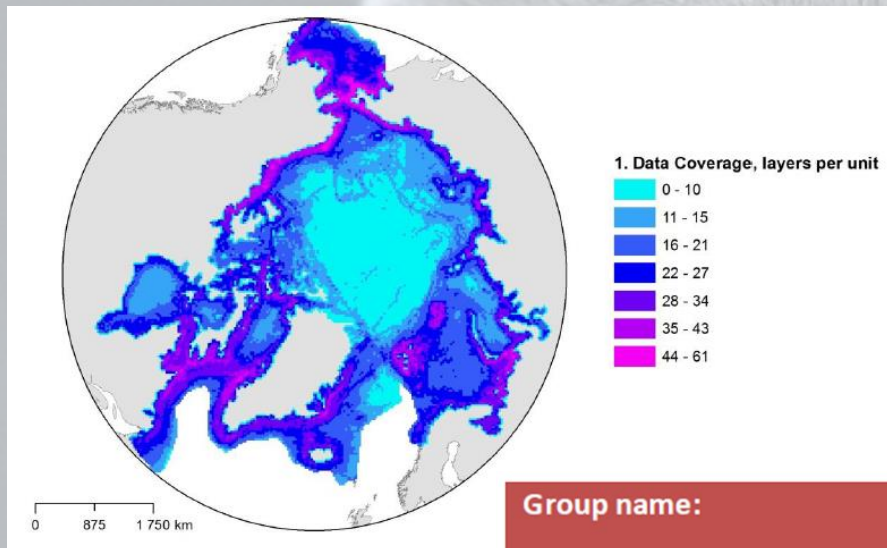 1. Data Coverage, layers per unit
0 - 10
11 - 15
16 - 21
22 - 27
28 - 34
35 - 43
44 - 61
0 875 1 750 km
Group name: